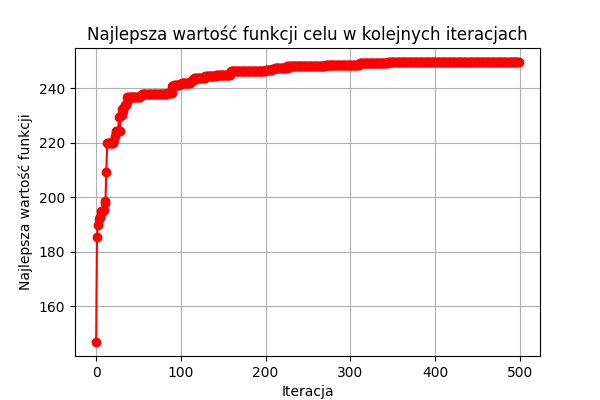 Najlepsza wartość funkcji celu w kolejnych iteracjach
Najlepsza wartość funkcji
240
220
200
180
160
0 100 200 300 400 500
Iteracja